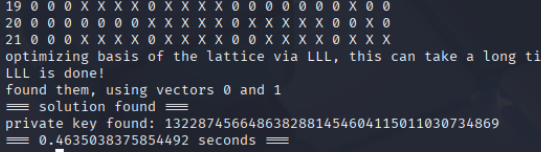 19 0 0 0 X X X X 0 X X X X 0 0 0 0 0 0 0 X 0 0
20 0 0 0 0 0 0 0 X X X X 0 X X X X X 0 0 X 0
21 0 0 0 X X X X 0 X X X X 0 X X X X 0 X X X
optimizing basis of the lattice via LLL, this can take a long ti
LLL is done!
found them, using vectors 0 and 1
=== solution found ===
private key found: 132287456648638288145460411501103073486​9
=== 0.4635038375854492 seconds ===